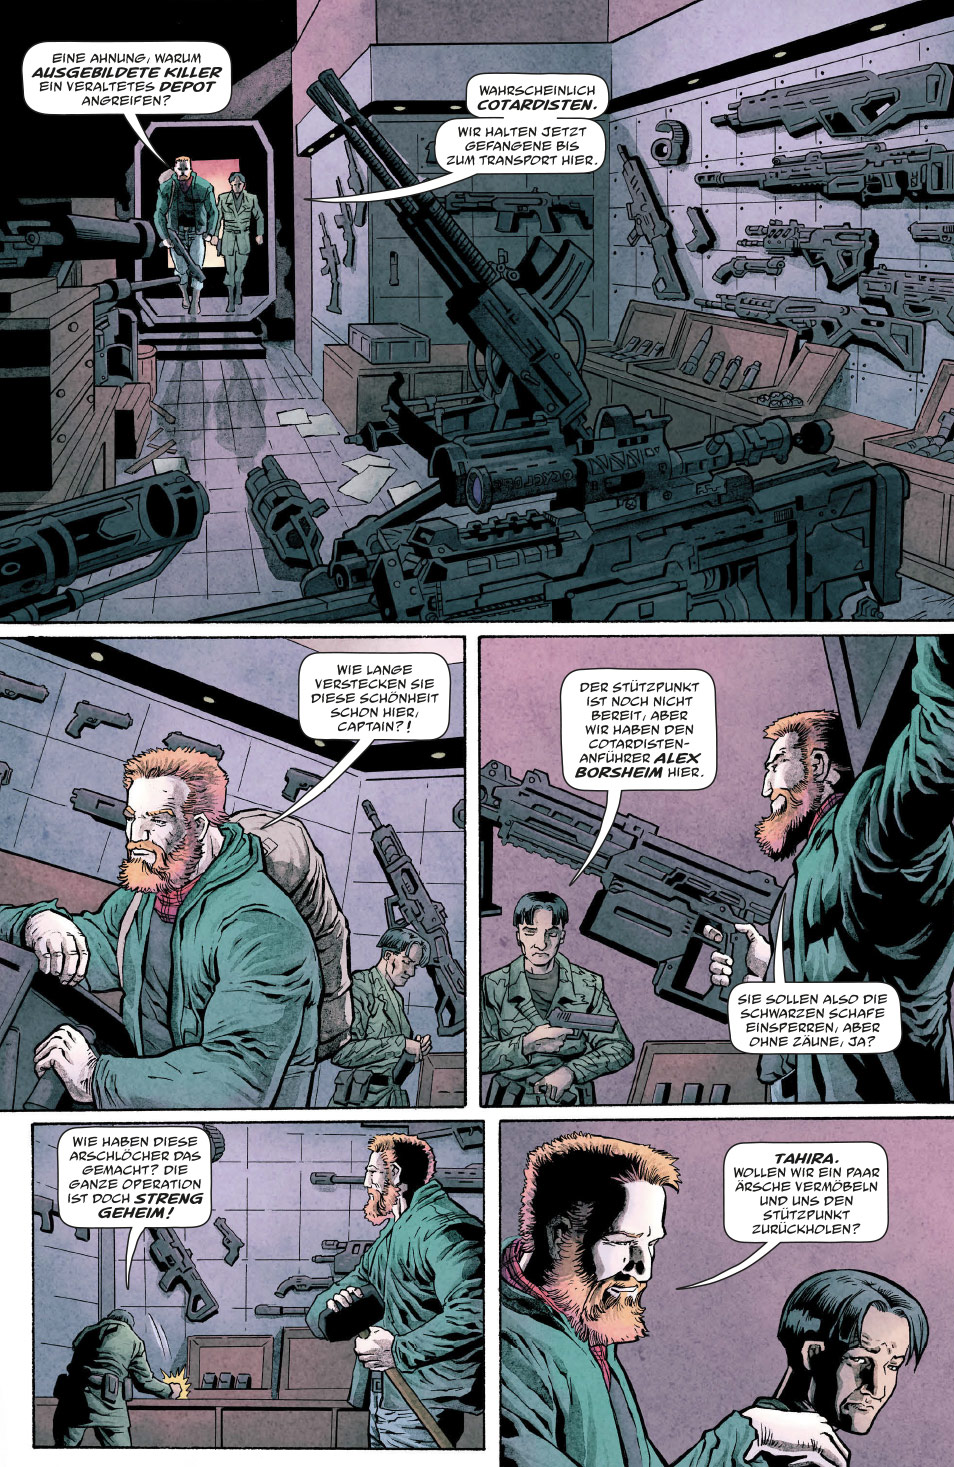 EINE AHNUNG, WARUM
AUSGEBILDETE KILLER
EIN VERALTETES DEPOT
ANGREIFEN?
WAHRSCHEINLICH
COTARDISTEN.
WIR HALTEN JETZT
GEFANGENE BIS
ZUM TRANSPORT HIER.
WIE LANGE
VERSTECKEN SIE
DIESE SCHÖNHEIT
SCHON HIER,
CAPTAIN?!
DER STÜTZPUNKT
IST NOCH NICHT
BEREIT, ABER
WIR HABEN DEN
COTARDISTEN-
ANFÜHRER ALEX
BORSHEIM HIER.
SIE SOLLEN ALSO DIE
SCHWARZEN SCHAFE
EINSPERREN, ABER
OHNE ZÄUNE, JA?
WIE HABEN DIESE
ARSCHLÖCHER DAS
GEMACHT? DIE
GANZE OPERATION
IST DOCH STRENG
GEHEIM!
TAHIRA.
WOLLEN WIR EIN PAAR
ÄRSCHE VERMÖBELN
UND UNS DEN
STÜTZPUNKT
ZURÜCKHOLEN?